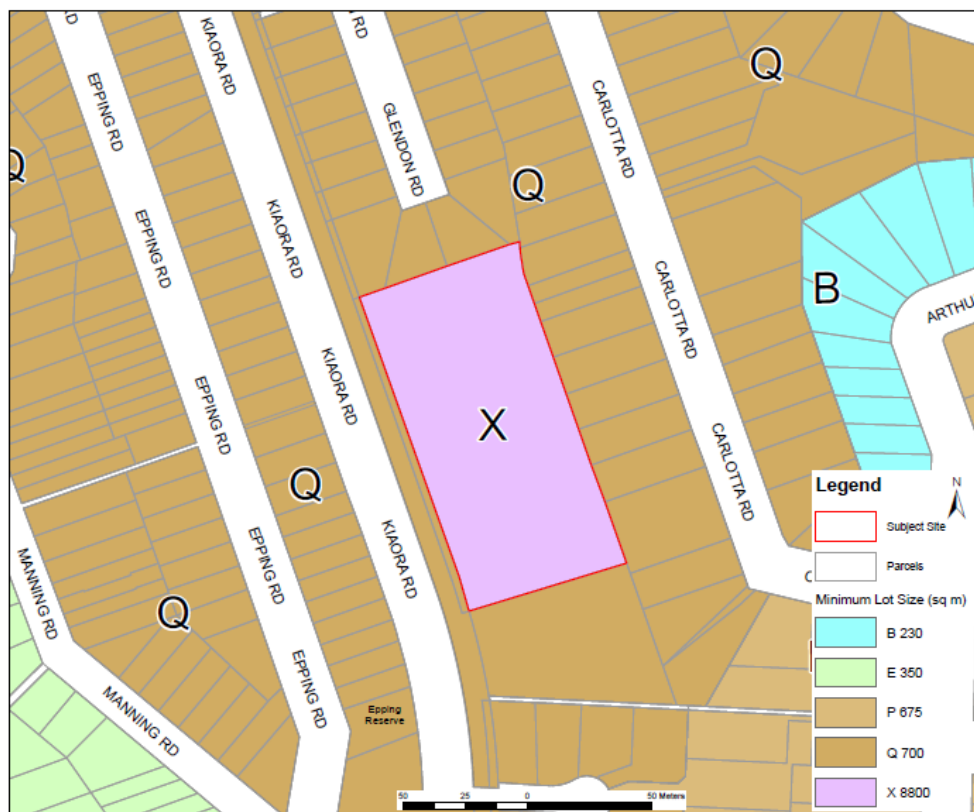 EPPING RD
KIAORA RD
RD
GLENDON RD
CARLOTTA RD
Q
Q
EPPING RD
KIAORA RD
Q
CARLOTTA RD
B
ARTHU
EPPING RD
KIAORA RD
X
CARLOTTA RD
Q
EPPING RD
KIAORA RD
MANNING RD
Q
EPPING RD
MANNING RD
Epping
Reserve
Legend
N
Subject Site
Parcels
Minimum Lot Size (sq m)
B 230
E 350
P 675
Q 700
X 8800
50 25 0 50 Meters